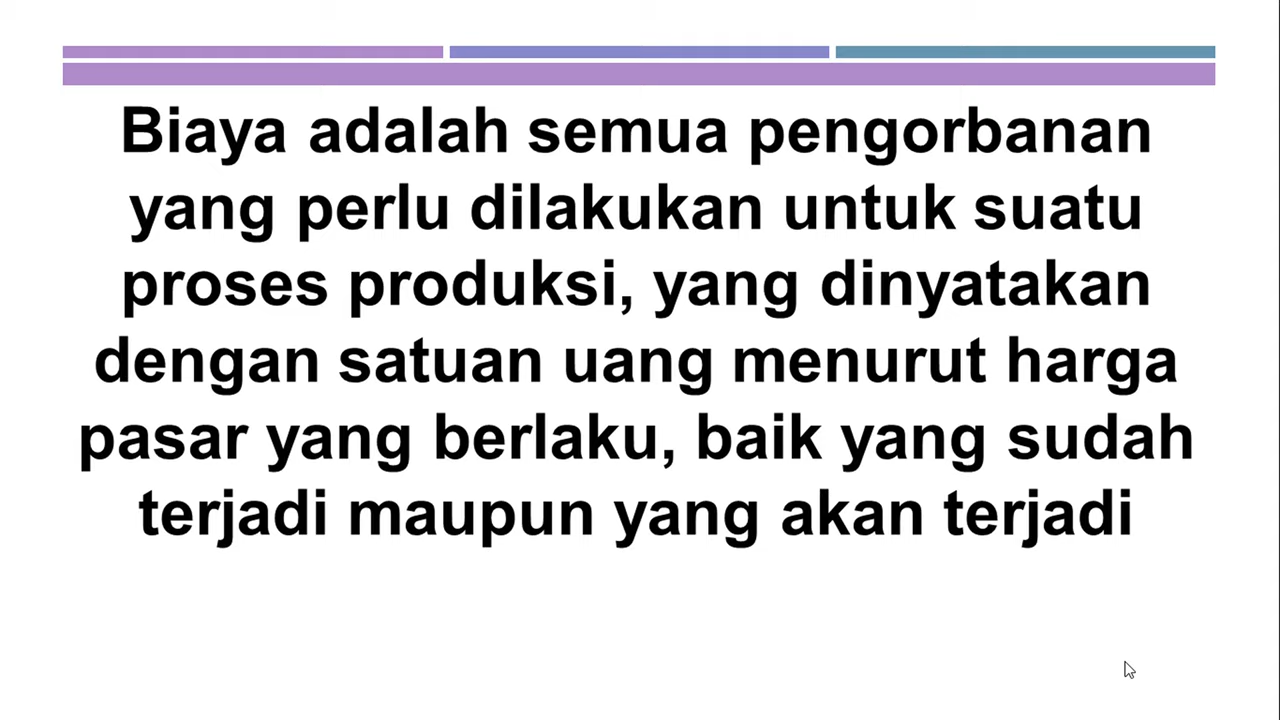 Biaya adalah semua pengorbanan
yang perlu dilakukan untuk suatu
proses produksi, yang dinyatakan
dengan satuan uang menurut harga
pasar yang berlaku, baik yang sudah
terjadi maupun yang akan terjadi